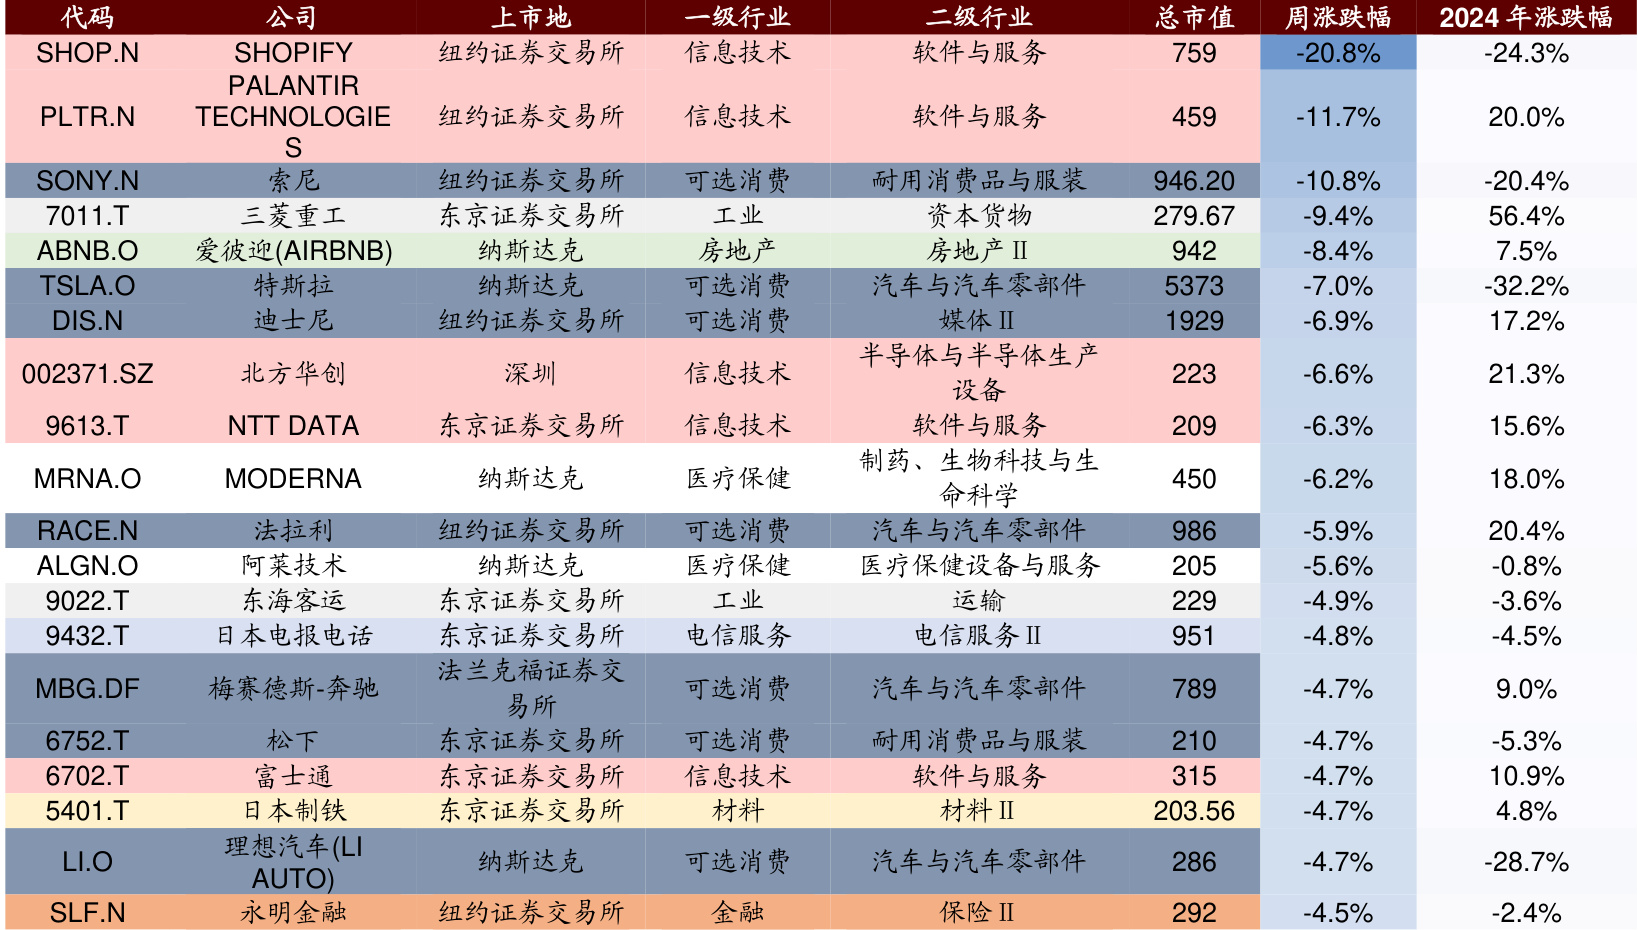 代码 公司 上市地 一级行业 二级行业 总市值 周涨跌幅 2024年涨跌幅
SHOP.N SHOPIFY 纽约证券交易所 信息技术 软件与服务 759 -20.8% -24.3%
PALANTIR
PLTR.N TECHNOLOGIE 纽约证券交易所 信息技术 软件与服务 459 -11.7% 20.0%
S
SONY.N 索尼 纽约证券交易所 可选消费 耐用消费品与服装 946.20 -10.8% -20.4%
7011.T 三菱重工 东京证券交易所 工业 资本货物 279.67 -9.4% 56.4%
ABNB.O 爱彼迎(AIRBNB) 纳斯达克 房地产 房地产Ⅱ 942 -8.4% 7.5%
TSLA.O 特斯拉 纳斯达克 可选消费 汽车与汽车零部件 5373 -7.0% -32.2%
DIS.N 迪士尼 纽约证券交易所 可选消费 媒体Ⅱ 1929 -6.9% 17.2%
半导体与半导体生产
002371.SZ 北方华创 深圳 信息技术 223 -6.6% 21.3%
设备
9613.T NTT DATA 东京证券交易所 信息技术 软件与服务 209 -6.3% 15.6%
制药、生物科技与生
MRNA.O MODERNA 纳斯达克 医疗保健 450 -6.2% 18.0%
命科学
RACE.N 法拉利 纽约证券交易所 可选消费 汽车与汽车零部件 986 -5.9% 20.4%
ALGN.O 阿莱技术 纳斯达克 医疗保健 医疗保健设备与服务 205 -5.6% -0.8%
9022.T 东海客运 东京证券交易所 工业 运输 229 -4.9% -3.6%
9432.T 日本电报电话 东京证券交易所 电信服务 电信服务Ⅱ 951 -4.8% -4.5%
法兰克福证券交
MBG.DF 梅赛德斯-奔驰 可选消费 汽车与汽车零部件 789 -4.7% 9.0%
易所
6752.T 松下 东京证券交易所 可选消费 耐用消费品与服装 210 -4.7% -5.3%
6702.T 富士通 东京证券交易所 信息技术 软件与服务 315 -4.7% 10.9%
5401.T 日本制铁 东京证券交易所 材料 材料Ⅱ 203.56 -4.7% 4.8%
理想汽车(LI
LI.O 纳斯达克 可选消费 汽车与汽车零部件 286 -4.7% -28.7%
AUTO)
SLF.N 永明金融 纽约证券交易所 金融 保险Ⅱ 292 -4.5% -2.4%